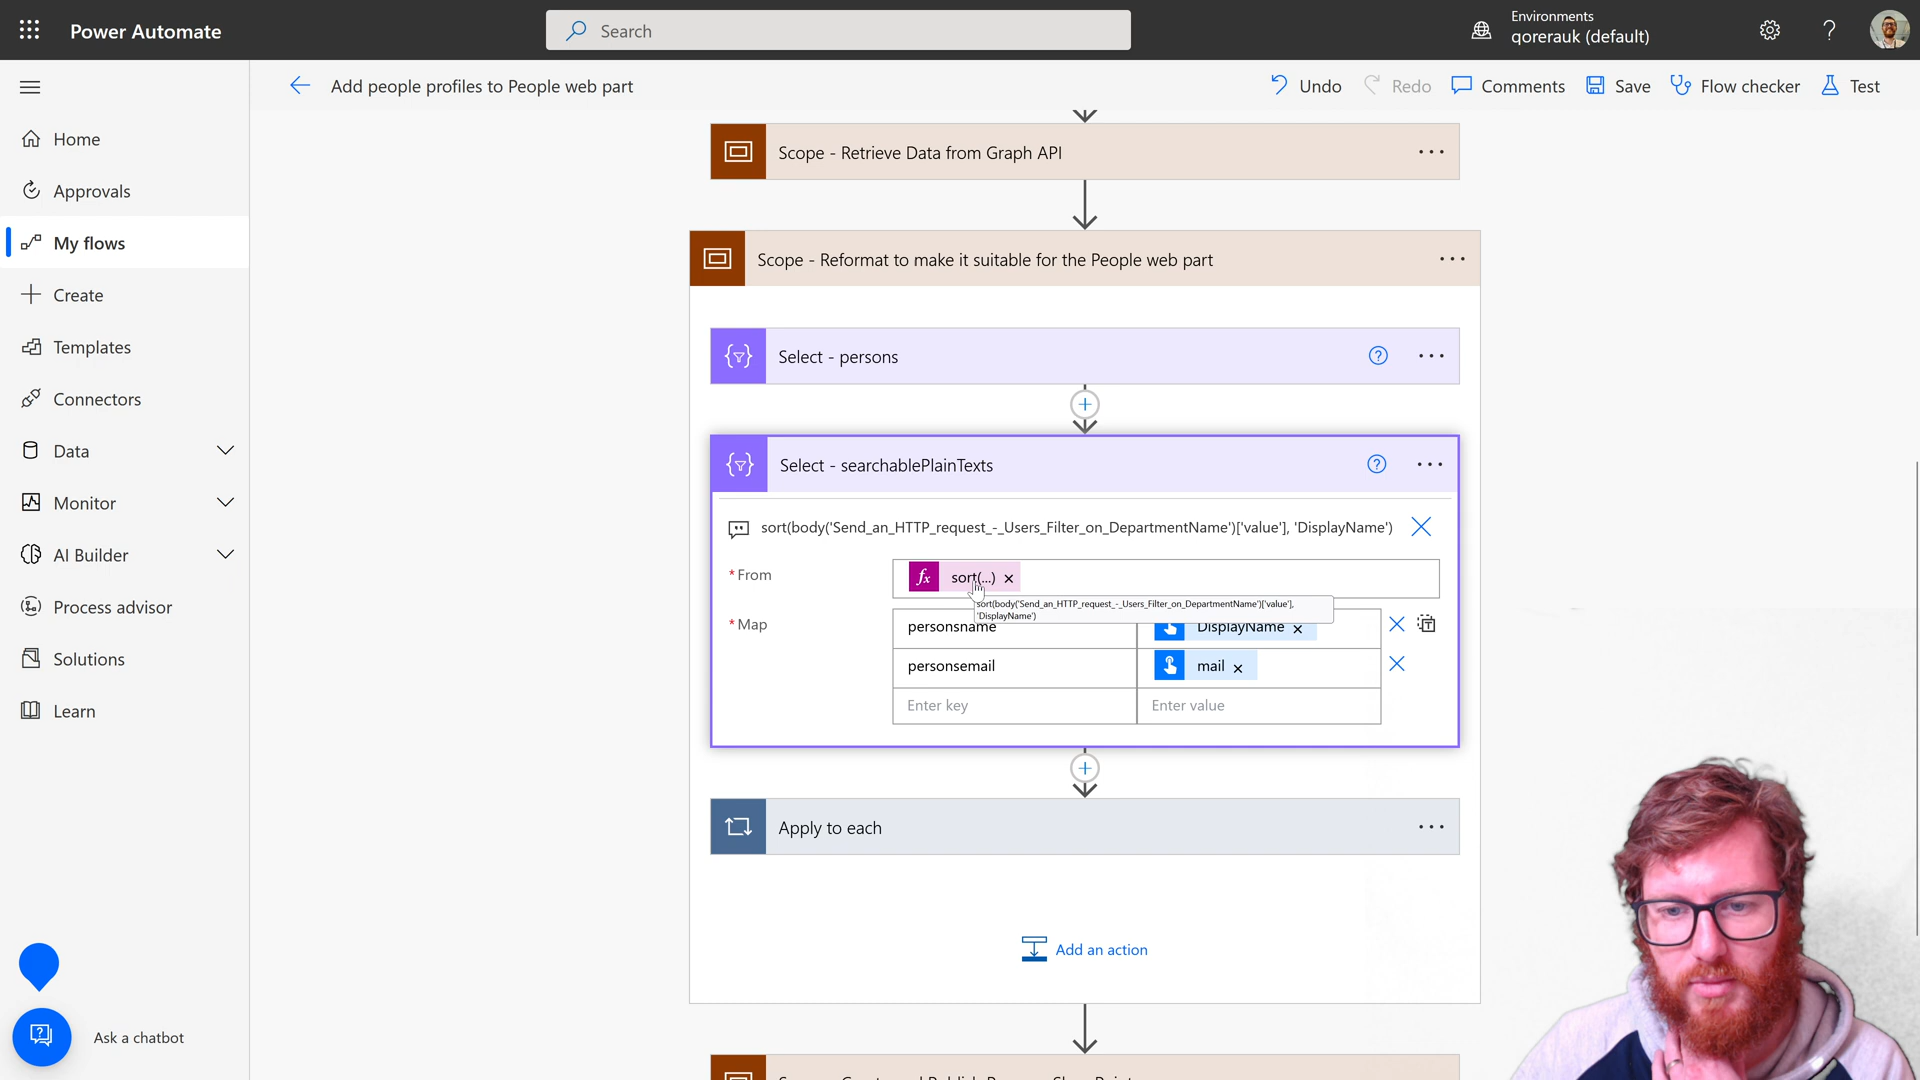 Power Automate
Search
Environments
qorerauk (default)
Add people profiles to People web part
Undo
Redo
Comments
Save
Flow checker
Test
Home
Approvals
My flows
Create
Templates
Connectors
Data
Monitor
AI Builder
Process advisor
Solutions
Learn
Ask a chatbot
Scope - Retrieve Data from Graph API
Scope - Reformat to make it suitable for the People web part
Select - persons
Select - searchablePlainTexts
sort(body('Send_an_HTTP_request_-_Users_Filter_on_DepartmentName')['value'], 'DisplayName')
* From
fx sort(...)
sort(body('Send_an_HTTP_request_-_Users_Filter_on_DepartmentName')['value'],
'DisplayName')
* Map
personsname
DisplayName
personsemail
mail
Enter key
Enter value
Apply to each
Add an action